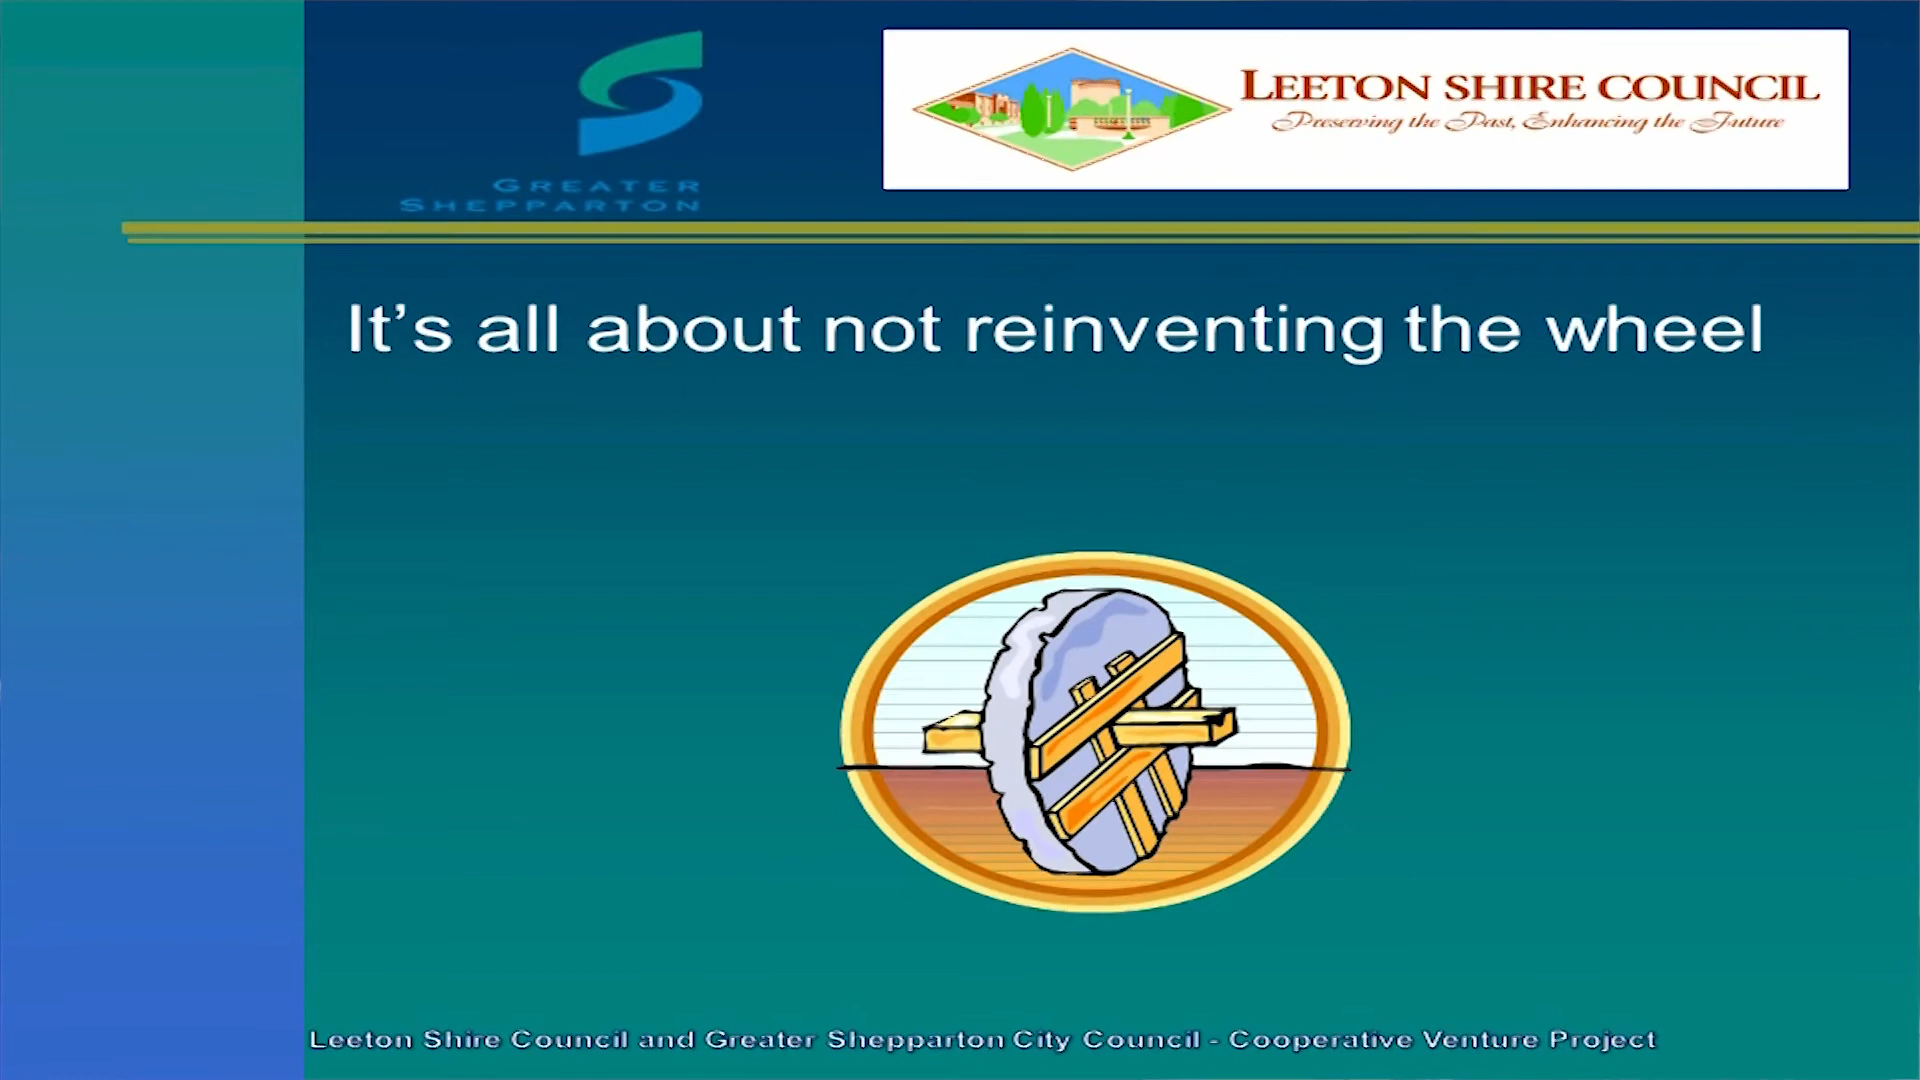 GREATER
SHEPPARTON
LEETON SHIRE COUNCIL
Preserving the Past, Enhancing the Future
It’s all about not reinventing the wheel
Leeton Shire Council and Greater Shepparton City Council - Cooperative Venture Project